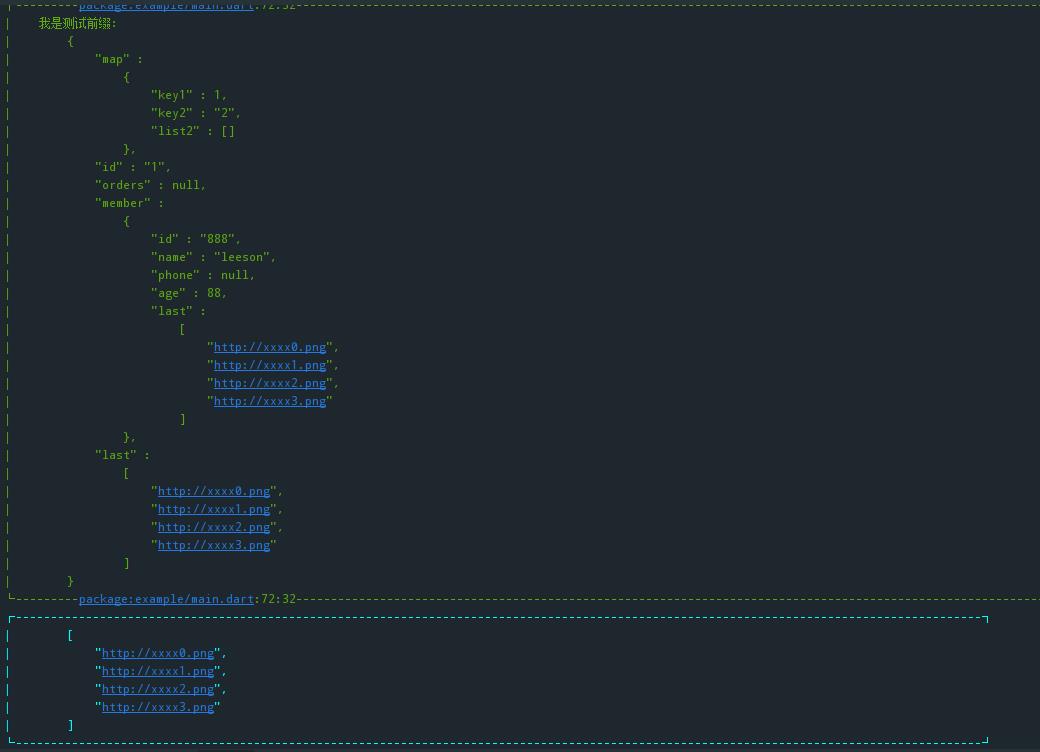 package:example/main.dart:72:32
我是测试前缀:
{
"map" :
{
"key1" : 1,
"key2" : "2",
"list2" : []
},
"id" : "1",
"orders" : null,
"member" :
{
"id" : "888",
"name" : "leeson",
"phone" : null,
"age" : 88,
"last" :
[
"http://xxxx0.png",
"http://xxxx1.png",
"http://xxxx2.png",
"http://xxxx3.png"
]
},
"last" :
[
"http://xxxx0.png",
"http://xxxx1.png",
"http://xxxx2.png",
"http://xxxx3.png"
]
}
package:example/main.dart:72:32
[
"http://xxxx0.png",
"http://xxxx1.png",
"http://xxxx2.png",
"http://xxxx3.png"
]